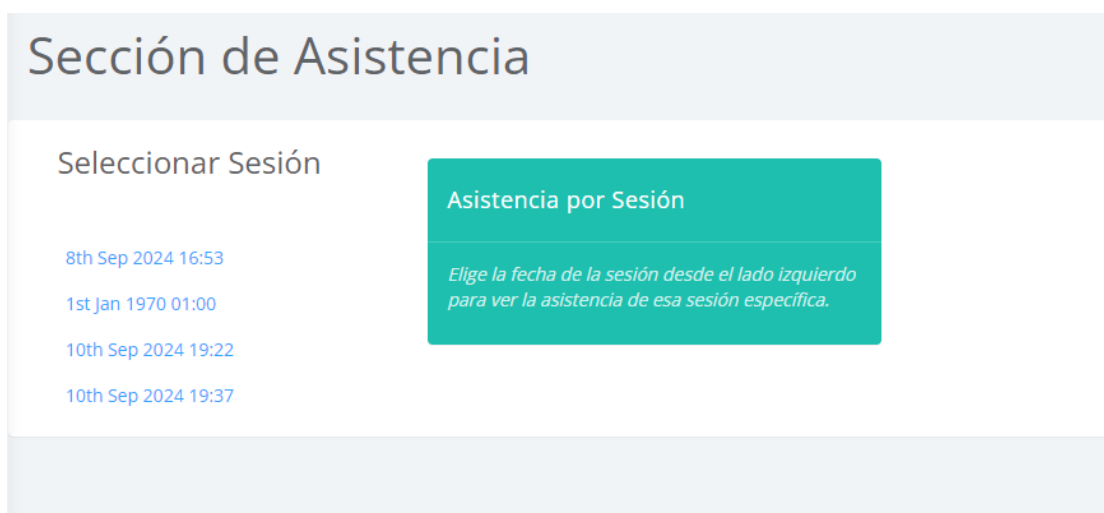 Sección de Asistencia
Seleccionar Sesión
8th Sep 2024 16:53
1st Jan 1970 01:00
10th Sep 2024 19:22
10th Sep 2024 19:37
Asistencia por Sesión
Elige la fecha de la sesión desde el lado izquierdo
para ver la asistencia de esa sesión específica.